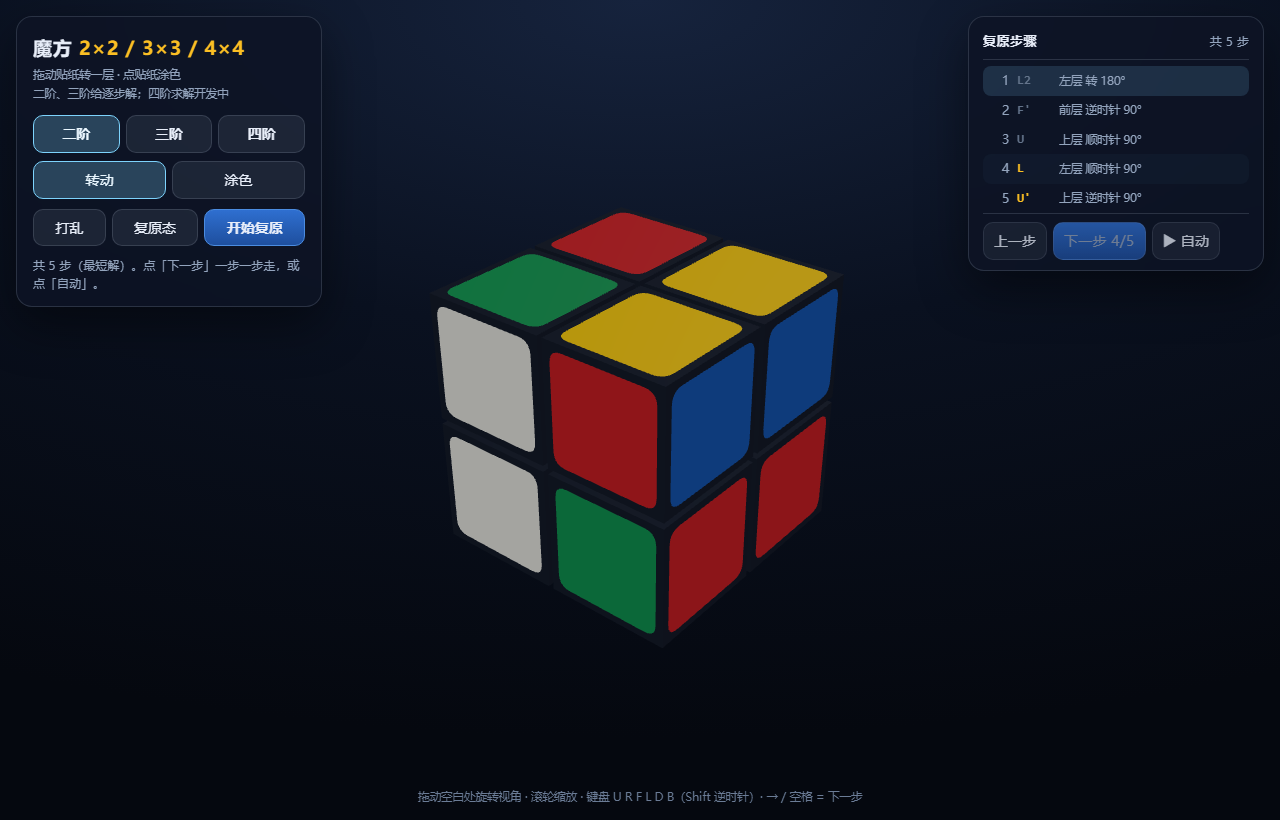 魔方 2×2 / 3×3 / 4×4
拖动贴纸转一层 · 点贴纸涂色
二阶、三阶给逐步解；四阶求解开发中
二阶 三阶 四阶
转动 涂色
打乱 复原态 开始复原
共 5 步（最短解）。点「下一步」一步一步走，或
点「自动」。
复原步骤 共 5 步
1 L2 左层 转 180°
2 F' 前层 逆时针 90°
3 U 上层 顺时针 90°
4 L 左层 顺时针 90°
5 U' 上层 逆时针 90°
上一步 下一步 4/5 ▶ 自动
拖动空白处旋转视角 · 滚轮缩放 · 键盘 U R F L D B（Shift 逆时针）· → / 空格 = 下一步